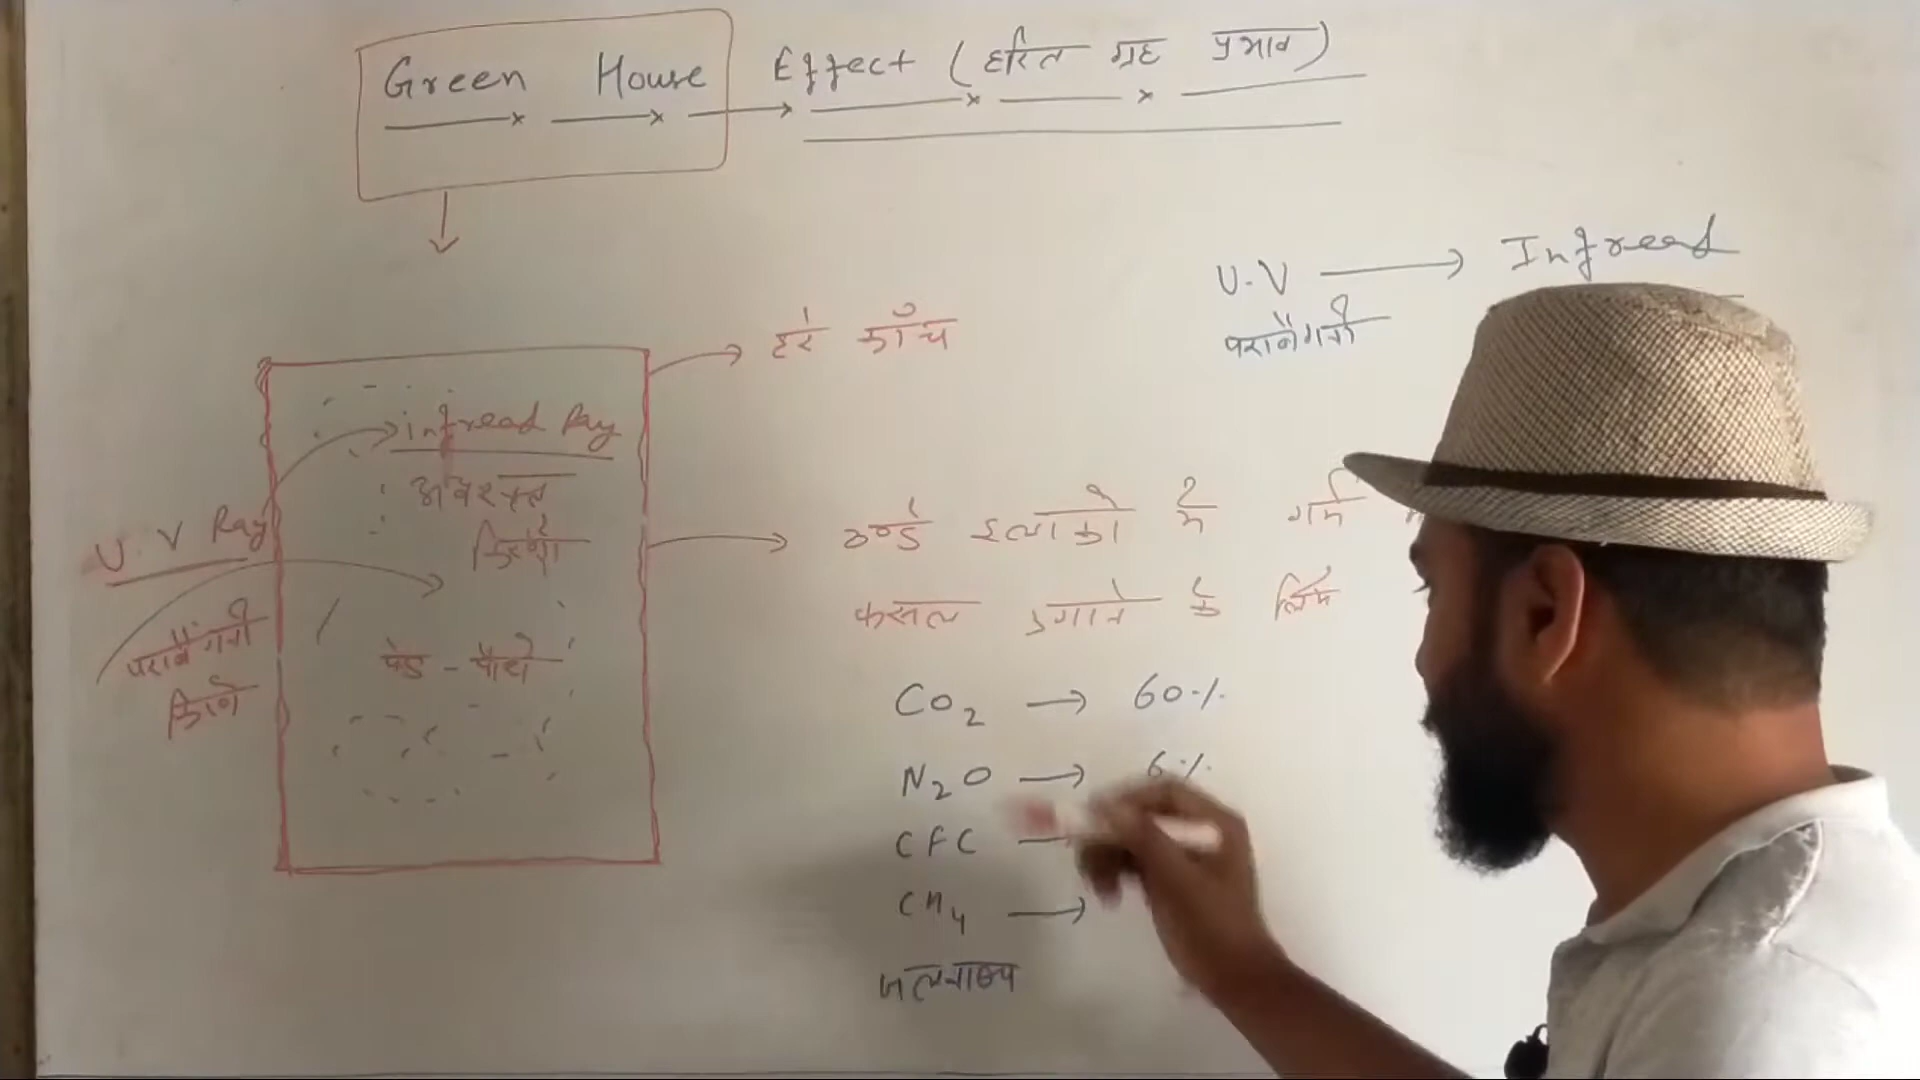 Green House Effect (हरित ग्रह प्रभाव)
U.V → Infread
पराबैगनी
हरे काँच
infread Ray
अवरक्त
किरणे
U.V Ray
पराबैंगनी
किरणे
पेड - पौधे
ठण्डे इलाको में गर्म
फसल उगाने के लिये
CO2 → 60%
N2O → 6%
CFC →
CH4 →
जलवाष्प